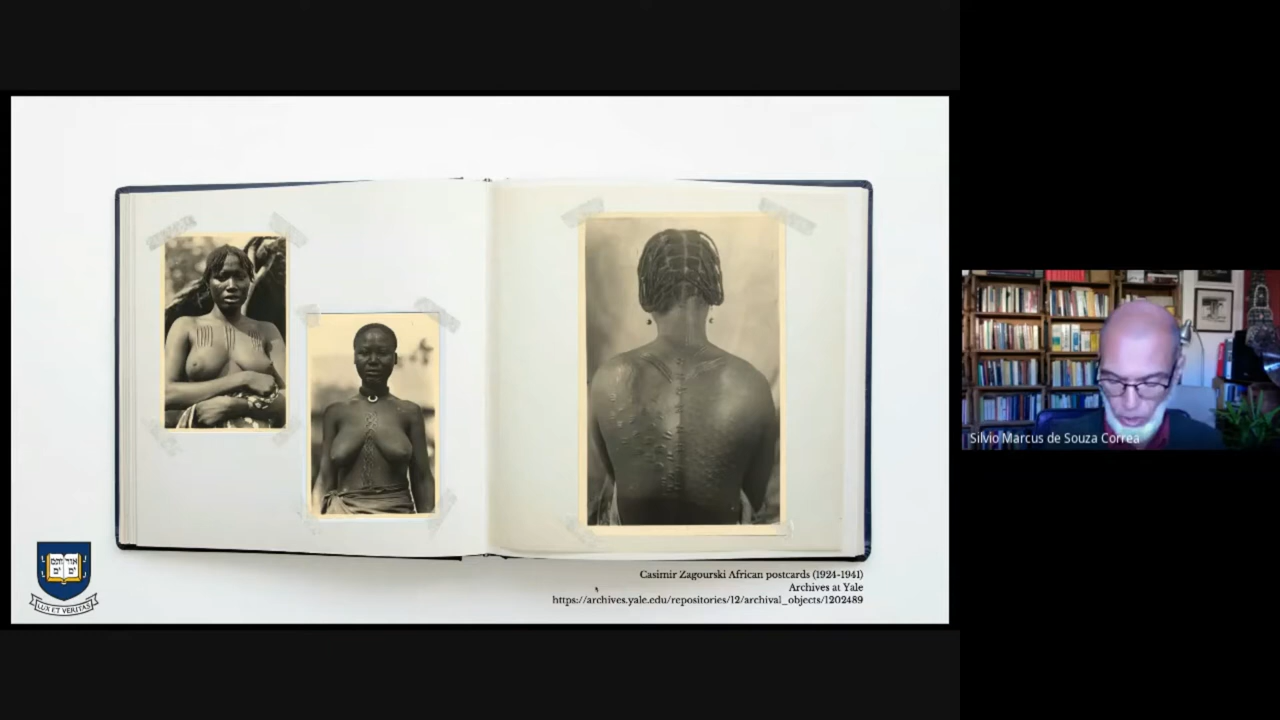 Casimir Zagourski African postcards (1924-1941)
Archives at Yale
https://archives.yale.edu/repositories/12/archival_objects/1202489
LUX ET VERITAS
Silvio Marcus de Souza Correa